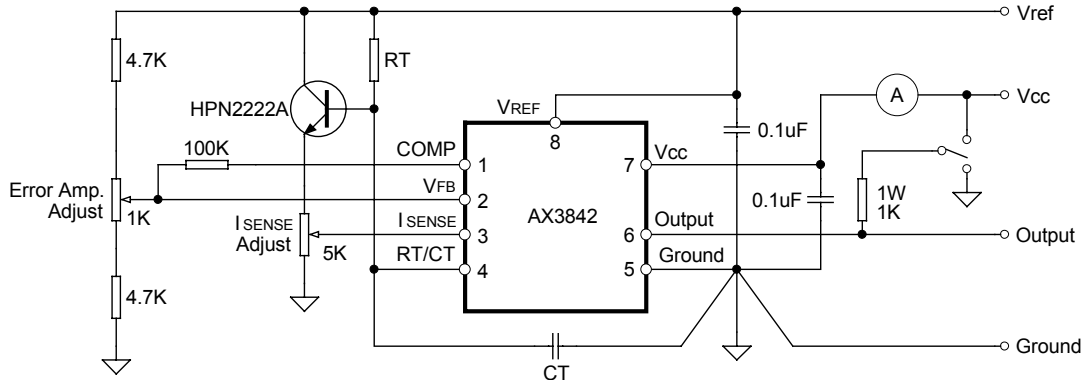 Vref
4.7K
RT
HPN2222A
A
Vcc
VREF
8
0.1uF
100K
COMP
1
7
Vcc
VFB
2
Error Amp.
Adjust
1K
AX3842
0.1uF
1W
1K
ISENSE
Adjust
5K
ISENSE
3
6
Output
Output
RT/CT
4
5
Ground
4.7K
CT
Ground